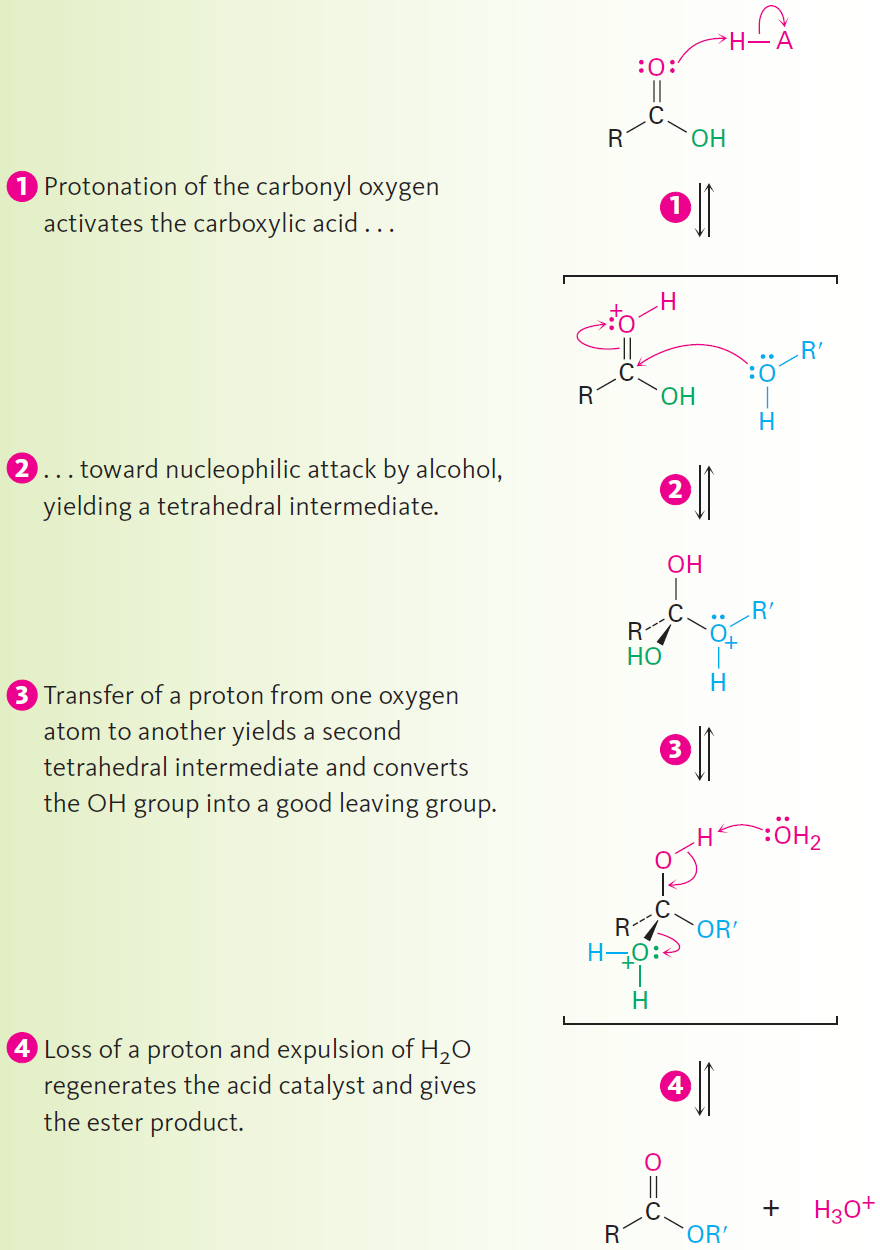 H—A
:O:
C
R OH
1 Protonation of the carbonyl oxygen
activates the carboxylic acid . . .
1
H
+
:O
R′
C
:O
R OH
H
2 . . . toward nucleophilic attack by alcohol,
yielding a tetrahedral intermediate.
2
OH
C
R′
R
O+
HO
H
3 Transfer of a proton from one oxygen
atom to another yields a second
tetrahedral intermediate and converts
the OH group into a good leaving group.
3
H :OH2
O
C
R OR′
H—O:
+
H
4 Loss of a proton and expulsion of H2O
regenerates the acid catalyst and gives
the ester product.
4
O
C + H3O+
R OR′